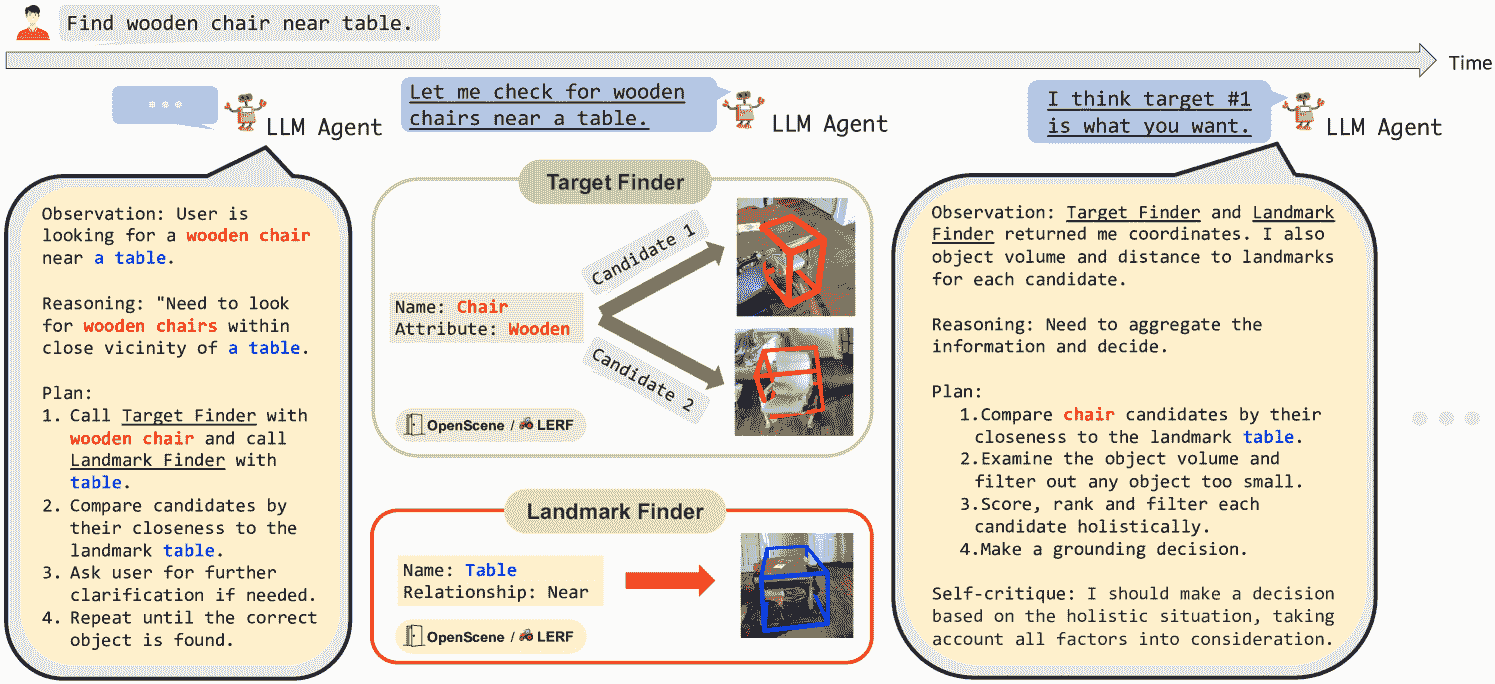 Find wooden chair near table.
Time
LLM Agent
Let me check for wooden
chairs near a table.
LLM Agent
I think target #1
is what you want.
LLM Agent
Observation: User is
looking for a wooden chair
near a table.
Reasoning: "Need to look
for wooden chairs within
close vicinity of a table.
Plan:
1. Call Target Finder with
wooden chair and call
Landmark Finder with
table.
2. Compare candidates by
their closeness to the
landmark table.
3. Ask user for further
clarification if needed.
4. Repeat until the correct
object is found.
Target Finder
Name: Chair
Attribute: Wooden
Candidate 1
Candidate 2
OpenScene / LERF
Landmark Finder
Name: Table
Relationship: Near
OpenScene / LERF
Observation: Target Finder and Landmark
Finder returned me coordinates. I also
object volume and distance to landmarks
for each candidate.
Reasoning: Need to aggregate the
information and decide.
Plan:
1.Compare chair candidates by their
closeness to the landmark table.
2.Examine the object volume and
filter out any object too small.
3.Score, rank and filter each
candidate holistically.
4.Make a grounding decision.
Self-critique: I should make a decision
based on the holistic situation, taking
account all factors into consideration.